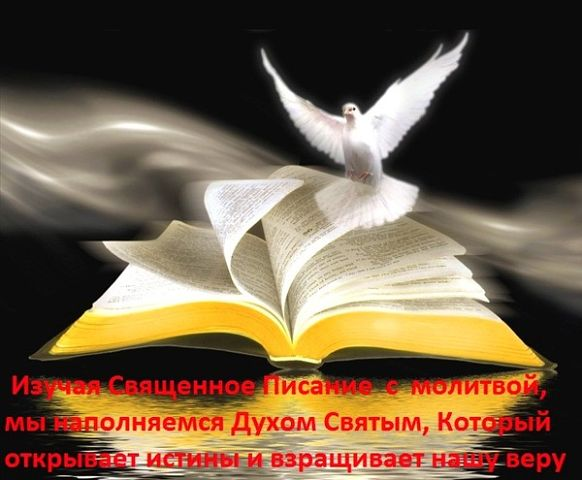 Изучая Священное Писание с молитвой,
мы наполняемся Духом Святым, Который
открывает истины и взращивает нашу веру